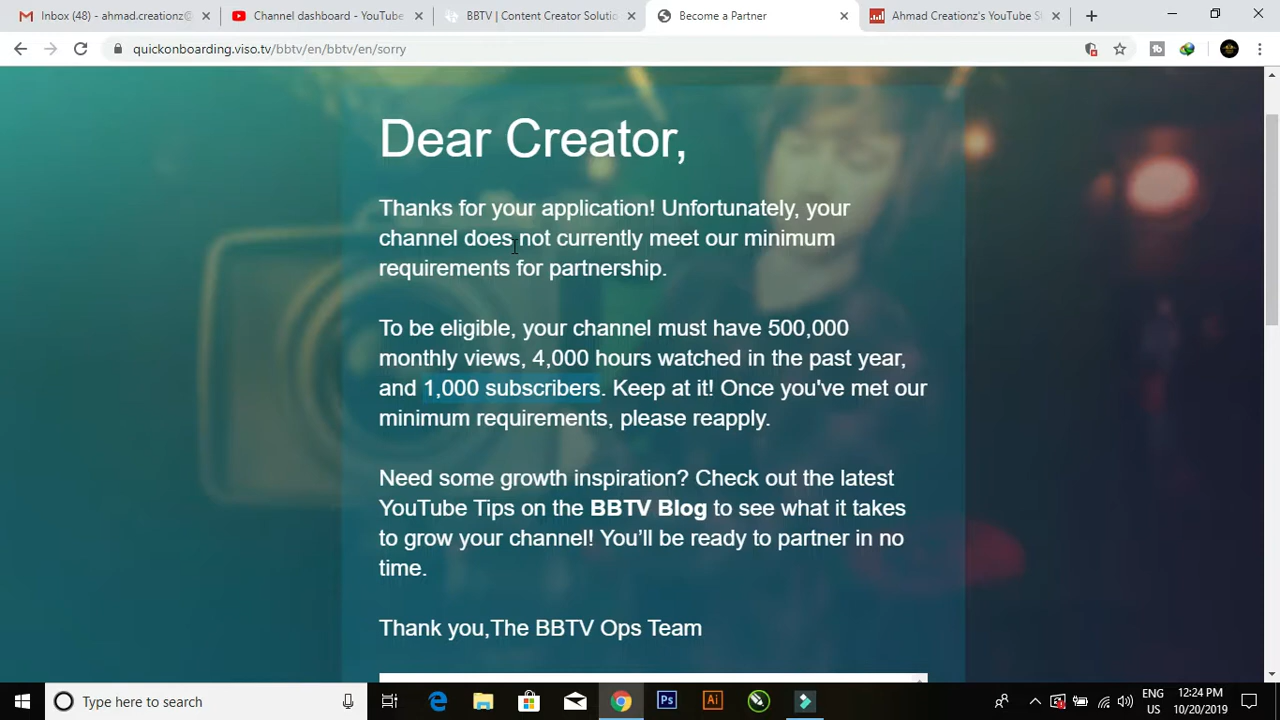 Inbox (48) - ahmad.creationz@
Channel dashboard - YouTube
BBTV | Content Creator Solutio
Become a Partner
Ahmad Creationz's YouTube St
quickonboarding.viso.tv/bbtv/en/bbtv/en/sorry
Dear Creator,
Thanks for your application! Unfortunately, your
channel does not currently meet our minimum
requirements for partnership.
To be eligible, your channel must have 500,000
monthly views, 4,000 hours watched in the past year,
and 1,000 subscribers. Keep at it! Once you've met our
minimum requirements, please reapply.
Need some growth inspiration? Check out the latest
YouTube Tips on the BBTV Blog to see what it takes
to grow your channel! You’ll be ready to partner in no
time.
Thank you,The BBTV Ops Team
Type here to search
Ps
Ai
ENG
US
12:24 PM
10/20/2019